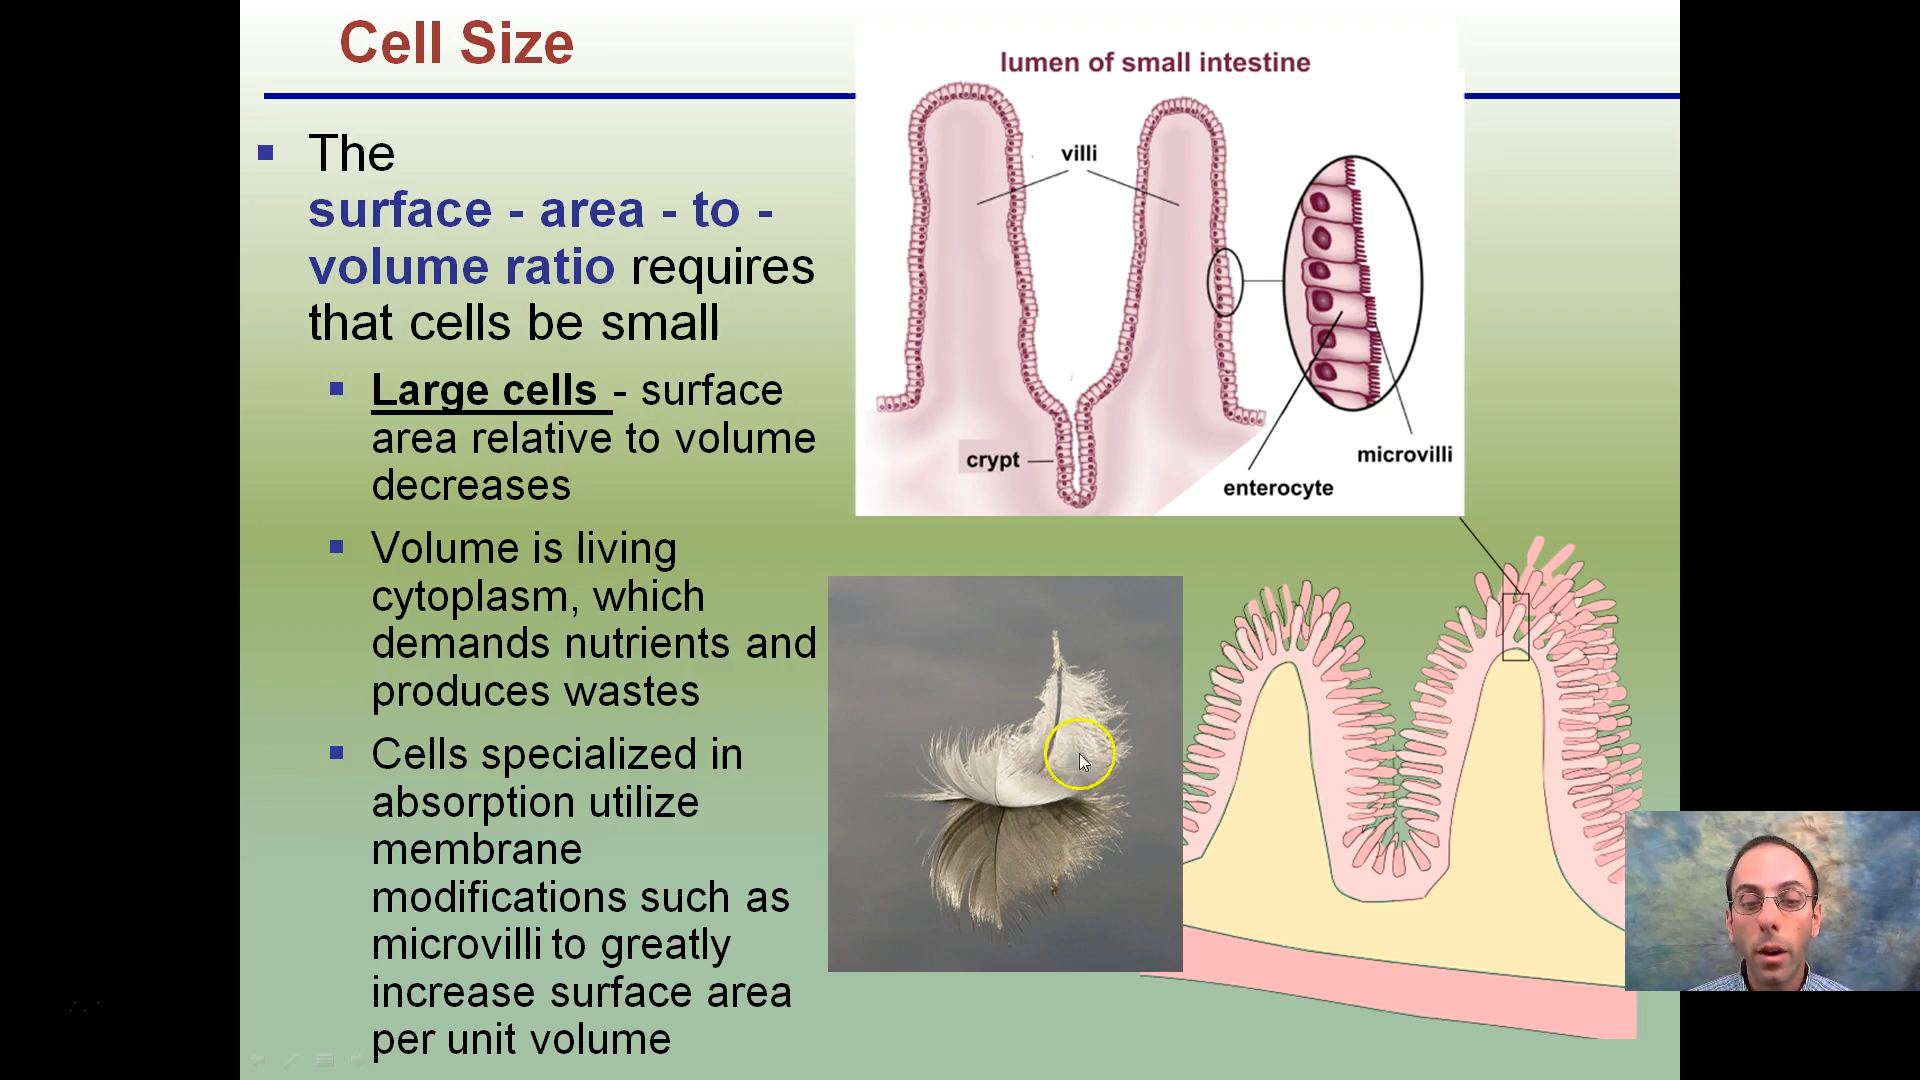 Cell Size
The
surface - area - to -
volume ratio requires
that cells be small
Large cells - surface
area relative to volume
decreases
Volume is living
cytoplasm, which
demands nutrients and
produces wastes
Cells specialized in
absorption utilize
membrane
modifications such as
microvilli to greatly
increase surface area
per unit volume
lumen of small intestine
villi
crypt
microvilli
enterocyte